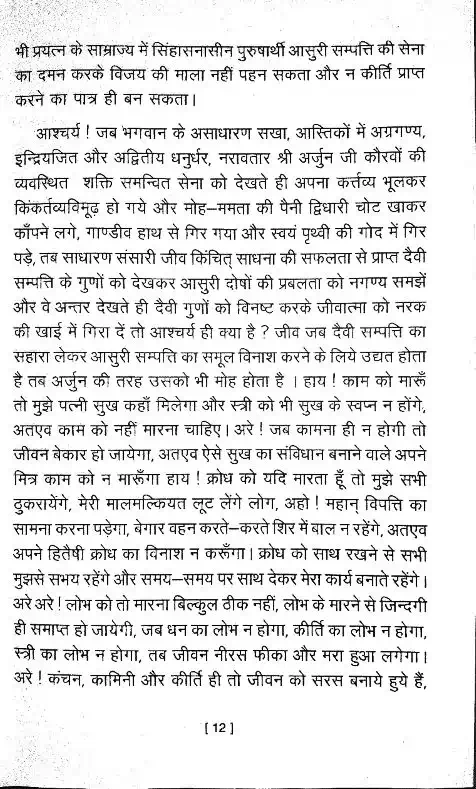 भी प्रयत्न के साम्राज्य में सिंहासनासीन पुरुषार्थी आसुरी सम्पत्ति की सेना
का दमन करके विजय की माला नहीं पहन सकता और न कीर्ति प्राप्त
करने का पात्र ही बन सकता।
आश्चर्य ! जब भगवान के असाधारण सखा, आस्तिकों में अग्रगण्य,
इन्द्रियजित और अद्वितीय धनुर्धर, नरावतार श्री अर्जुन जी कौरवों की
व्यवस्थित शक्ति समन्वित सेना को देखते ही अपना कर्त्तव्य भूलकर
किंकर्तव्यविमूढ़ हो गये और मोह–ममता की पैनी द्विधारी चोट खाकर
काँपने लगे, गाण्डीव हाथ से गिर गया और स्वयं पृथ्वी की गोद में गिर
पड़े, तब साधारण संसारी जीव किंचित् साधना की सफलता से प्राप्त दैवी
सम्पत्ति के गुणों को देखकर आसुरी दोषों की प्रबलता को नगण्य समझें
और वे अन्तर देखते ही दैवी गुणों को विनष्ट करके जीवात्मा को नरक
की खाई में गिरा दें तो आश्चर्य ही क्या है ? जीव जब दैवी सम्पत्ति का
सहारा लेकर आसुरी सम्पत्ति का समूल विनाश करने के लिये उद्यत होता
है तब अर्जुन की तरह उसको भी मोह होता है । हाय ! काम को मारूँ
तो मुझे पत्नी सुख कहाँ मिलेगा और स्त्री को भी सुख के स्वप्न न होंगे,
अतएव काम को नहीं मारना चाहिए। अरे ! जब कामना ही न होगी तो
जीवन बेकार हो जायेगा, अतएव ऐसे सुख का संविधान बनाने वाले अपने
मित्र काम को न मारूँगा हाय ! क्रोध को यदि मारता हूँ तो मुझे सभी
ठुकरायेंगे, मेरी मालमल्कियत लूट लेंगे लोग, अहो ! महान् विपत्ति का
सामना करना पड़ेगा, बेगार वहन करते–करते शिर में बाल न रहेंगे, अतएव
अपने हितैषी क्रोध का विनाश न करूँगा। क्रोध को साथ रखने से सभी
मुझसे सभय रहेंगे और समय–समय पर साथ देकर मेरा कार्य बनाते रहेंगे।
अरे अरे ! लोभ को तो मारना बिल्कुल ठीक नहीं, लोभ के मारने से जिन्दगी
ही समाप्त हो जायेगी, जब धन का लोभ न होगा, कीर्ति का लोभ न होगा,
स्त्री का लोभ न होगा, तब जीवन नीरस फीका और मरा हुआ लगेगा।
अरे ! कंचन, कामिनी और कीर्ति ही तो जीवन को सरस बनाये हुये हैं,
[ 12 ]